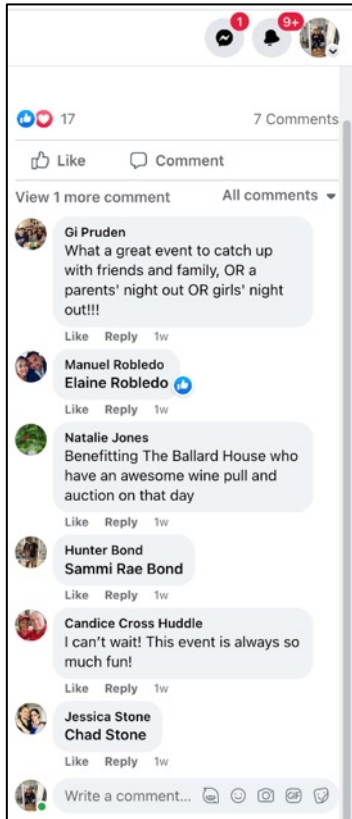 1
9+
17 7 Comments
Like Comment
View 1 more comment All comments
Gi Pruden
What a great event to catch up
with friends and family, OR a
parents' night out OR girls' night
out!!!
Like Reply 1w
Manuel Robledo
Elaine Robledo
Like Reply 1w
Natalie Jones
Benefitting The Ballard House who
have an awesome wine pull and
auction on that day
Like Reply 1w
Hunter Bond
Sammi Rae Bond
Like Reply 1w
Candice Cross Huddle
I can't wait! This event is always so
much fun!
Like Reply 1w
Jessica Stone
Chad Stone
Like Reply 1w
Write a comment... GIF